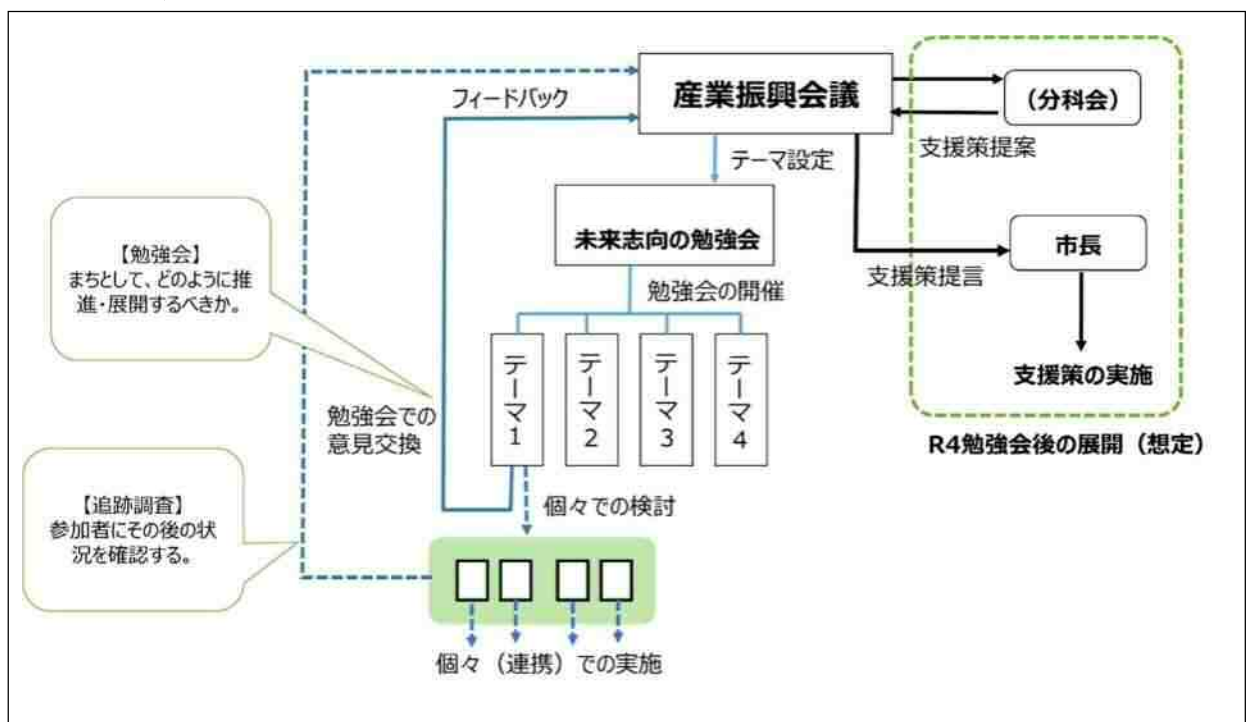 産業振興会議
(分科会)
フィードバック
支援策提案
テーマ設定
未来志向の勉強会
市長
支援策提言
【勉強会】
まちとして、どのように推
進・展開するべきか。
勉強会の開催
テーマ1
テーマ2
テーマ3
テーマ4
支援策の実施
勉強会での
意見交換
R4勉強会後の展開（想定）
【追跡調査】
参加者にその後の状
況を確認する。
個々での検討
個々（連携）での実施